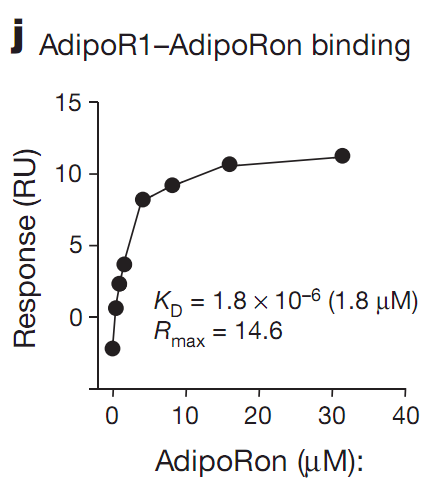 j AdipoR1–AdipoRon binding
15
10
5
0
Response (RU)
K_D = 1.8 × 10⁻⁶ (1.8 μM)
R_max = 14.6
0 10 20 30 40
AdipoRon (μM):